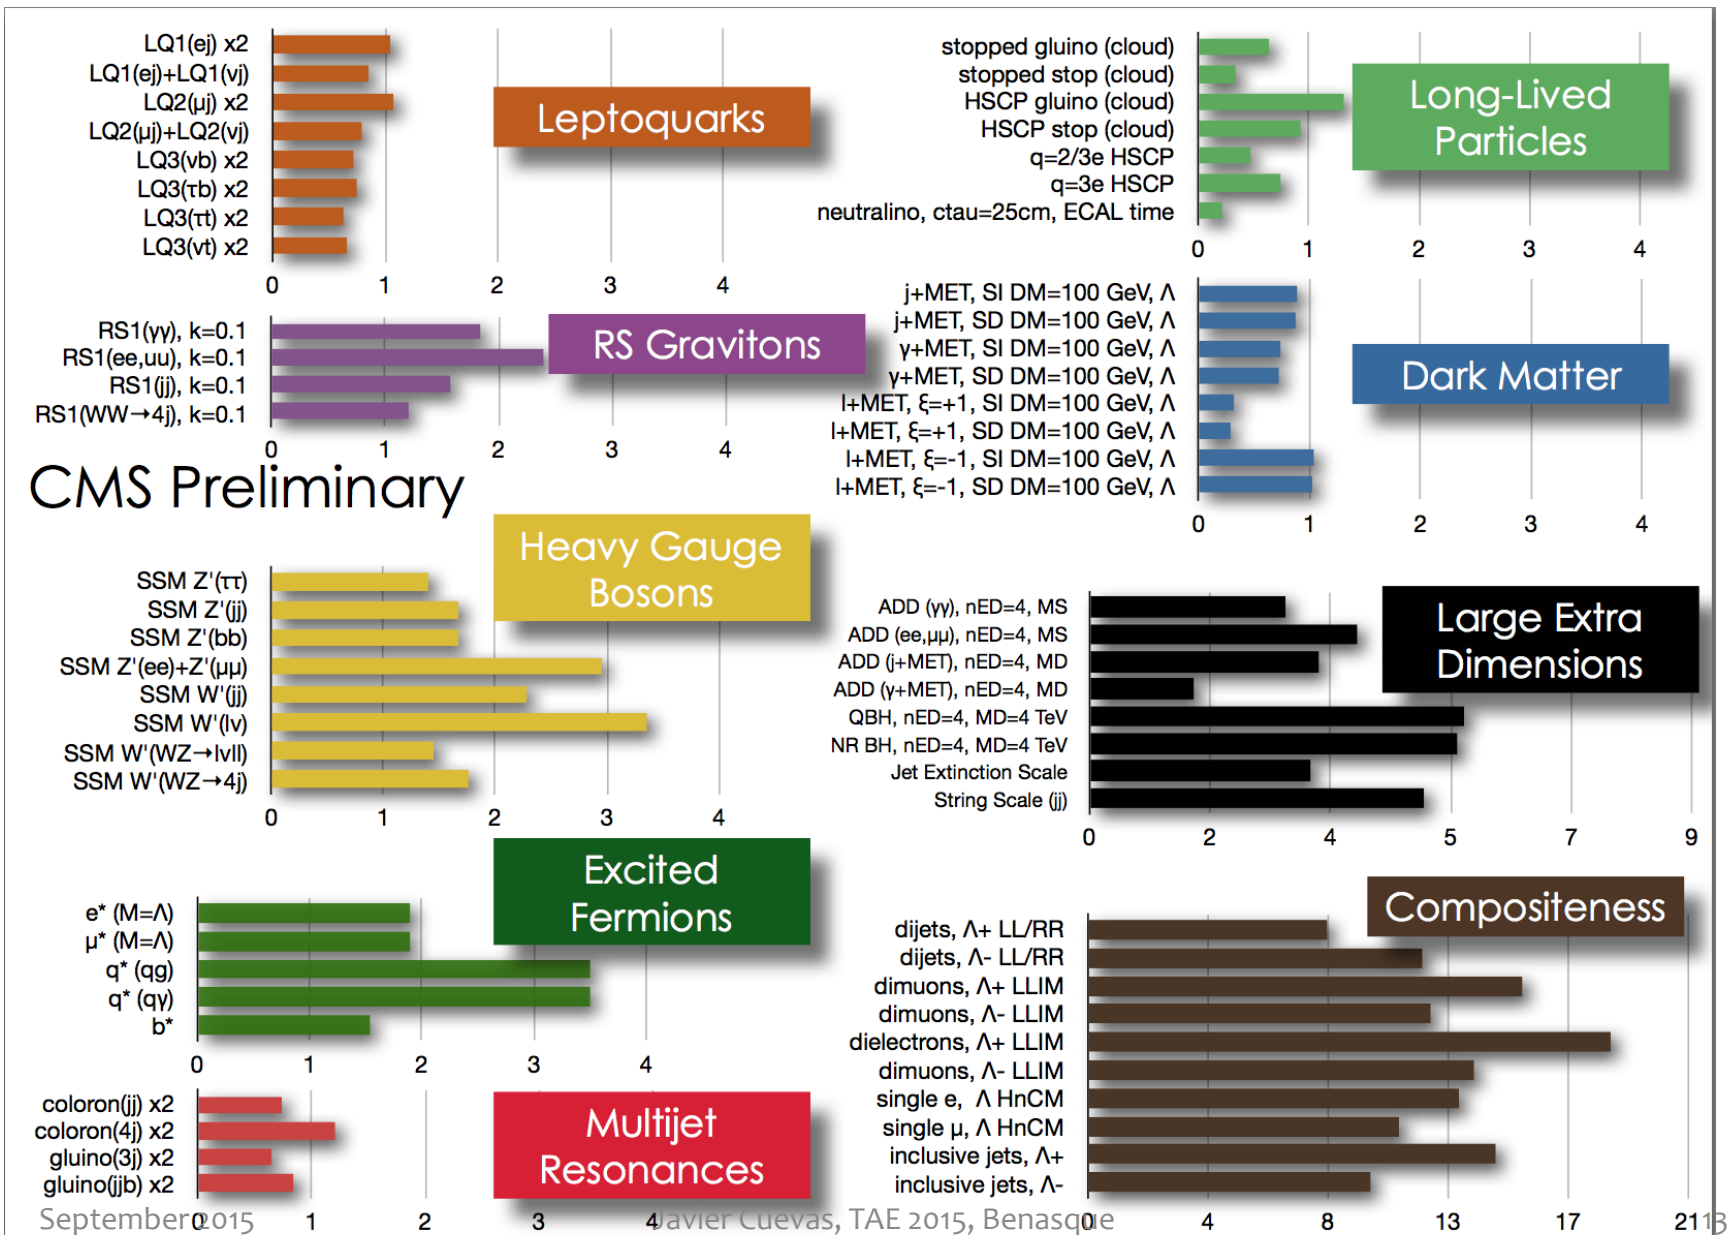 LQ1(ej) x2
LQ1(ej)+LQ1(νj)
LQ2(μj) x2
LQ2(μj)+LQ2(νj)
LQ3(νb) x2
LQ3(τb) x2
LQ3(τt) x2
LQ3(νt) x2
0 1 2 3 4
Leptoquarks
RS1(γγ), k=0.1
RS1(ee,uu), k=0.1
RS1(jj), k=0.1
RS1(WW→4j), k=0.1
0 1 2 3 4
RS Gravitons
CMS Preliminary
Heavy Gauge
Bosons
SSM Z'(ττ)
SSM Z'(jj)
SSM Z'(bb)
SSM Z'(ee)+Z'(μμ)
SSM W'(jj)
SSM W'(lν)
SSM W'(WZ→lνll)
SSM W'(WZ→4j)
0 1 2 3 4
Excited
Fermions
e* (M=Λ)
μ* (M=Λ)
q* (qg)
q* (qγ)
b*
0 1 2 3 4
coloron(jj) x2
coloron(4j) x2
gluino(3j) x2
gluino(jjb) x2
0 1 2 3 4
Multijet
Resonances
stopped gluino (cloud)
stopped stop (cloud)
HSCP gluino (cloud)
HSCP stop (cloud)
q=2/3e HSCP
q=3e HSCP
neutralino, ctau=25cm, ECAL time
0 1 2 3 4
Long-Lived
Particles
j+MET, SI DM=100 GeV, Λ
j+MET, SD DM=100 GeV, Λ
γ+MET, SI DM=100 GeV, Λ
γ+MET, SD DM=100 GeV, Λ
l+MET, ξ=+1, SI DM=100 GeV, Λ
l+MET, ξ=+1, SD DM=100 GeV, Λ
l+MET, ξ=-1, SI DM=100 GeV, Λ
l+MET, ξ=-1, SD DM=100 GeV, Λ
0 1 2 3 4
Dark Matter
ADD (γγ), nED=4, MS
ADD (ee,μμ), nED=4, MS
ADD (j+MET), nED=4, MD
ADD (γ+MET), nED=4, MD
QBH, nED=4, MD=4 TeV
NR BH, nED=4, MD=4 TeV
Jet Extinction Scale
String Scale (jj)
0 2 4 5 7 9
Large Extra
Dimensions
Compositeness
dijets, Λ+ LL/RR
dijets, Λ- LL/RR
dimuons, Λ+ LLIM
dimuons, Λ- LLIM
dielectrons, Λ+ LLIM
dimuons, Λ- LLIM
single e, Λ HnCM
single μ, Λ HnCM
inclusive jets, Λ+
inclusive jets, Λ-
0 4 8 13 17 21
September 2015
Javier Cuevas, TAE 2015, Benasque
13